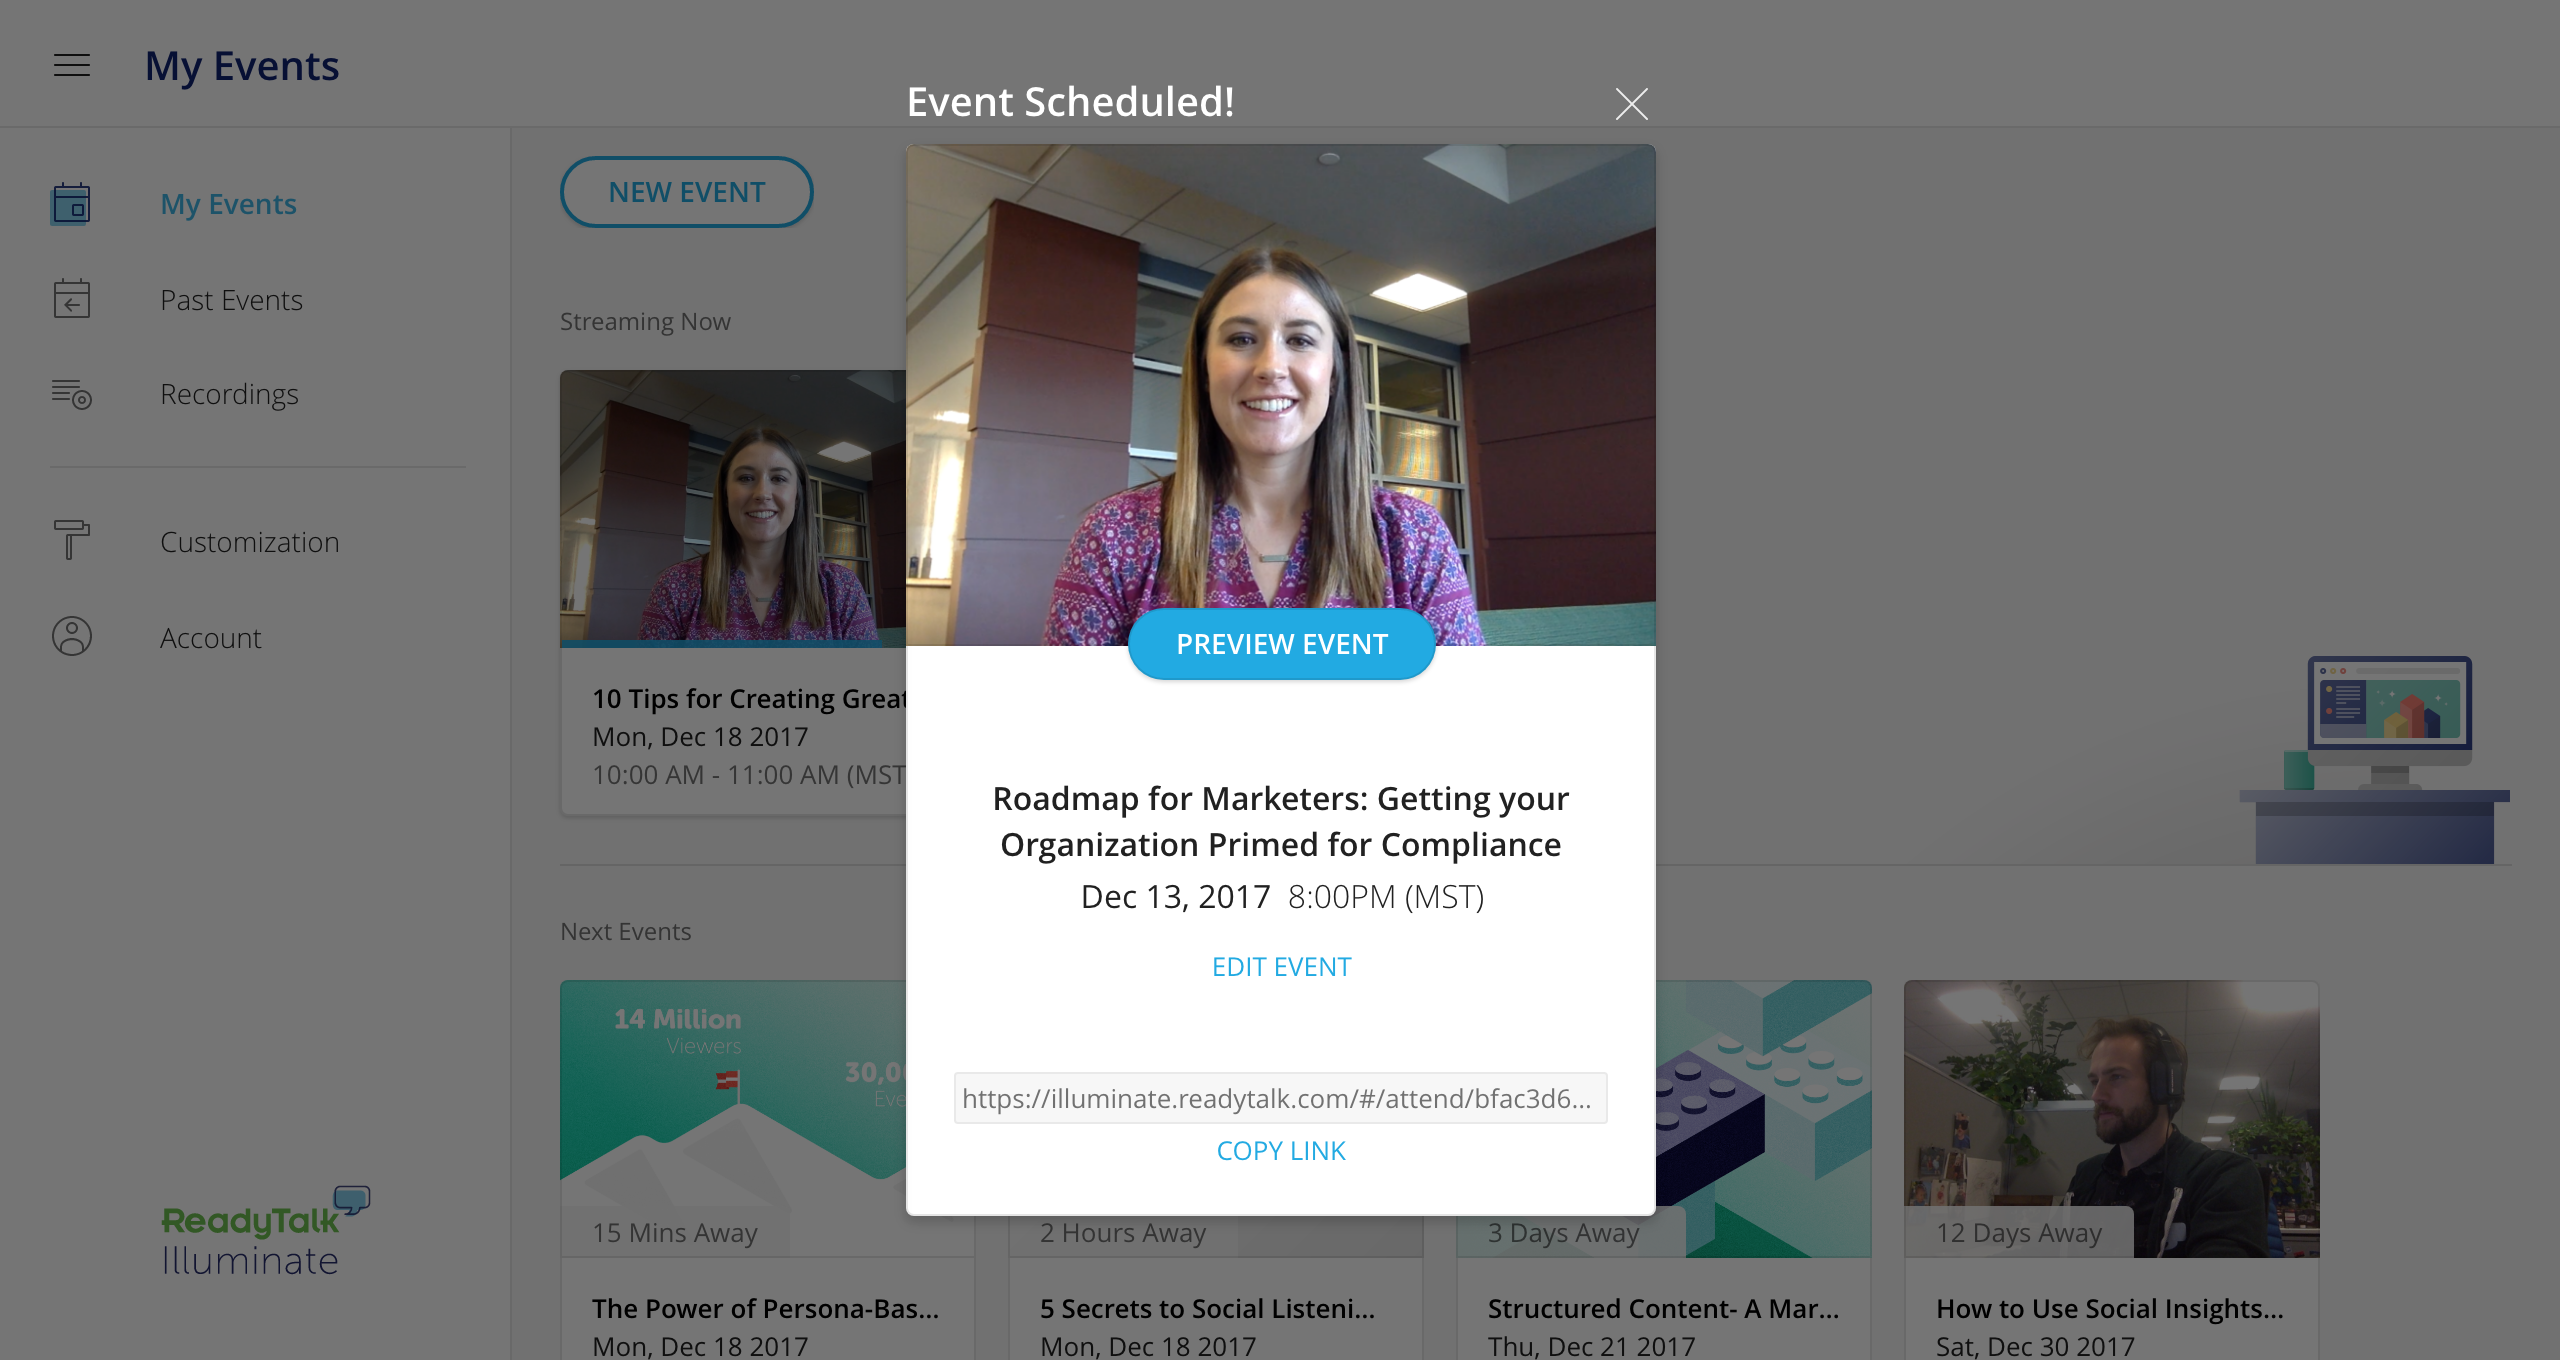 My Events
Event Scheduled!
My Events
Past Events
Recordings
Customization
Account
ReadyTalk
Illuminate
NEW EVENT
Streaming Now
10 Tips for Creating Great
Mon, Dec 18 2017
10:00 AM - 11:00 AM (MST
PREVIEW EVENT
Roadmap for Marketers: Getting your
Organization Primed for Compliance
Dec 13, 2017 8:00PM (MST)
EDIT EVENT
https://illuminate.readytalk.com/#/attend/bfac3d6...
COPY LINK
Next Events
14 Million
Viewers
30,0
Eve
15 Mins Away
The Power of Persona-Bas...
Mon, Dec 18 2017
2 Hours Away
5 Secrets to Social Listeni...
Mon, Dec 18 2017
3 Days Away
Structured Content- A Mar...
Thu, Dec 21 2017
12 Days Away
How to Use Social Insights...
Sat, Dec 30 2017